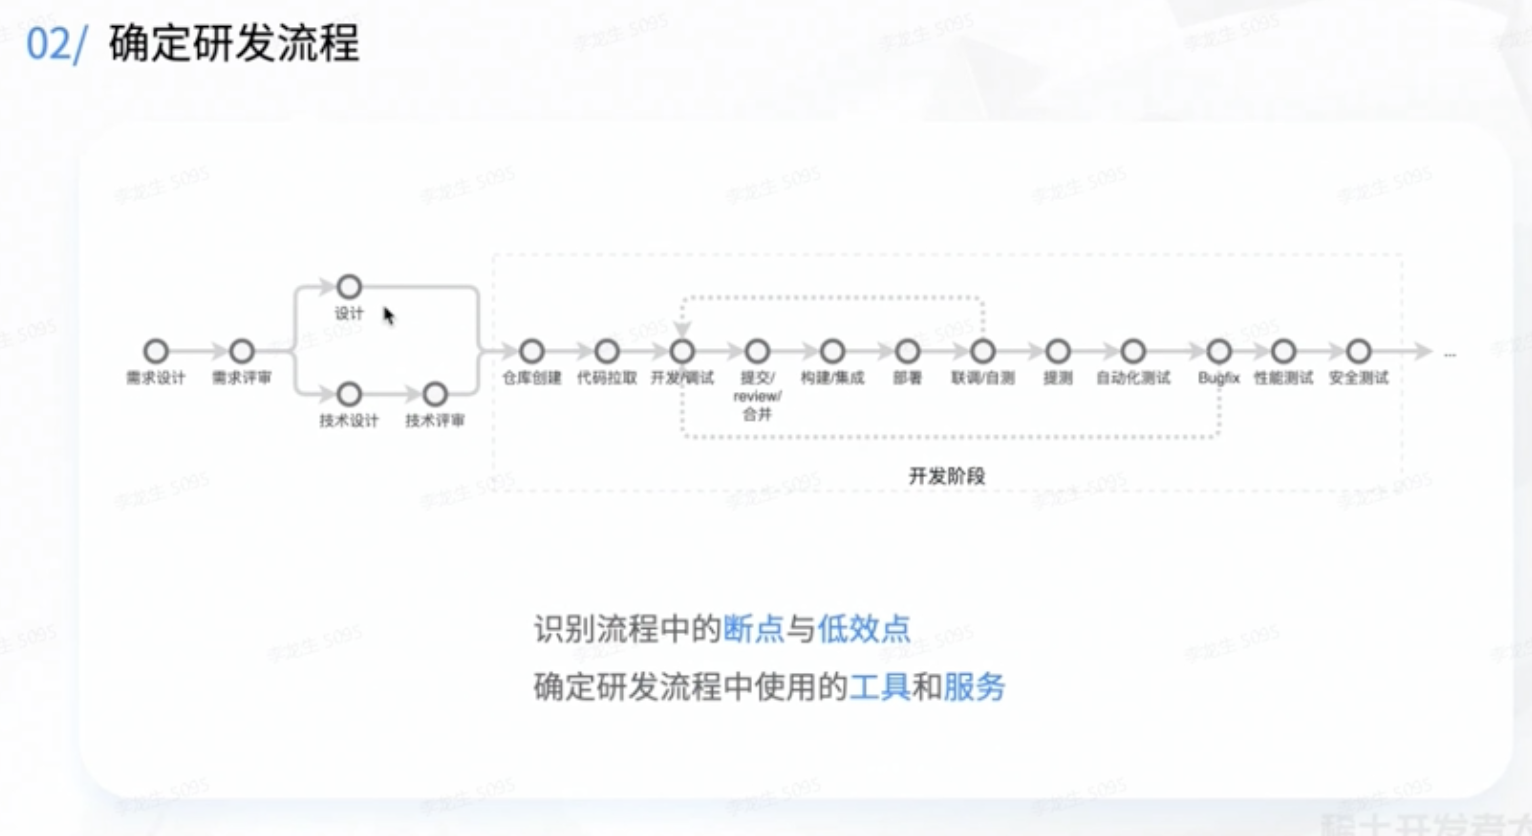 02/ 确定研发流程
设计
需求设计 需求评审 仓库创建 代码拉取 开发/调试 提交/ 构建/集成 部署 联调/自测 提测 自动化测试 Bugfix 性能测试 安全测试 ...
review/
合并
技术设计 技术评审
开发阶段
识别流程中的断点与低效点
确定研发流程中使用的工具和服务
李龙生 5095